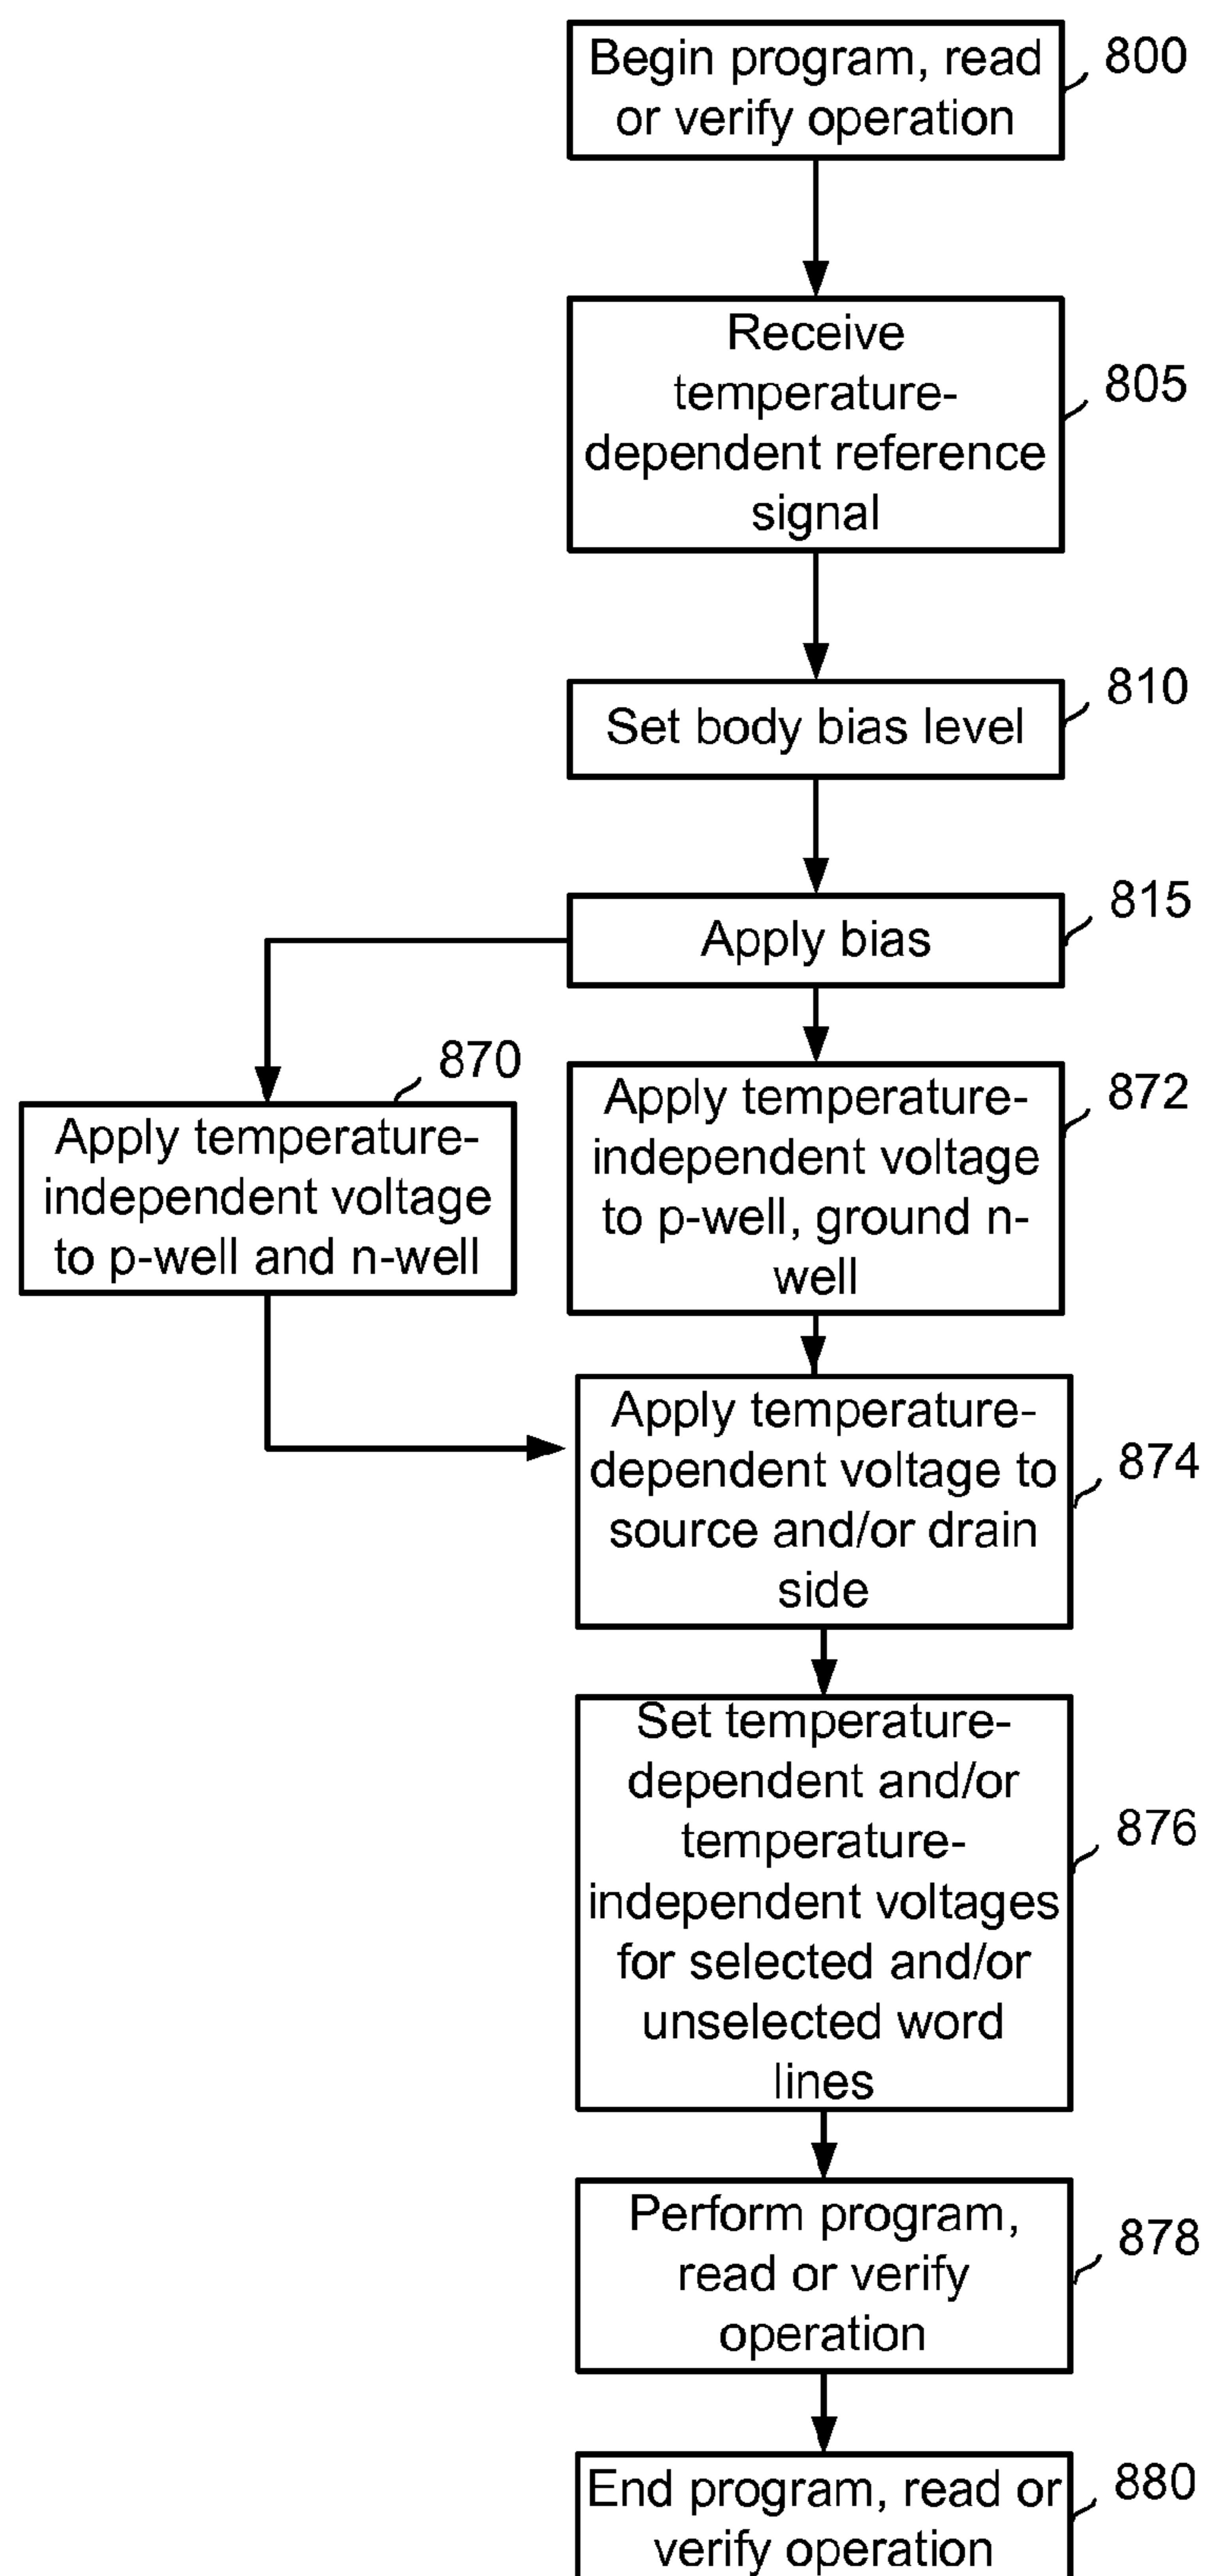 Begin program, read
or verify operation
800
Receive
temperature-
dependent reference
signal
805
Set body bias level
810
Apply bias
815
870
Apply temperature-
independent voltage
to p-well and n-well
Apply temperature-
independent voltage
to p-well, ground n-
well
872
Apply temperature-
dependent voltage to
source and/or drain
side
874
Set temperature-
dependent and/or
temperature-
independent voltages
for selected and/or
unselected word
lines
876
Perform program,
read or verify
operation
878
End program, read or
verify operation
880